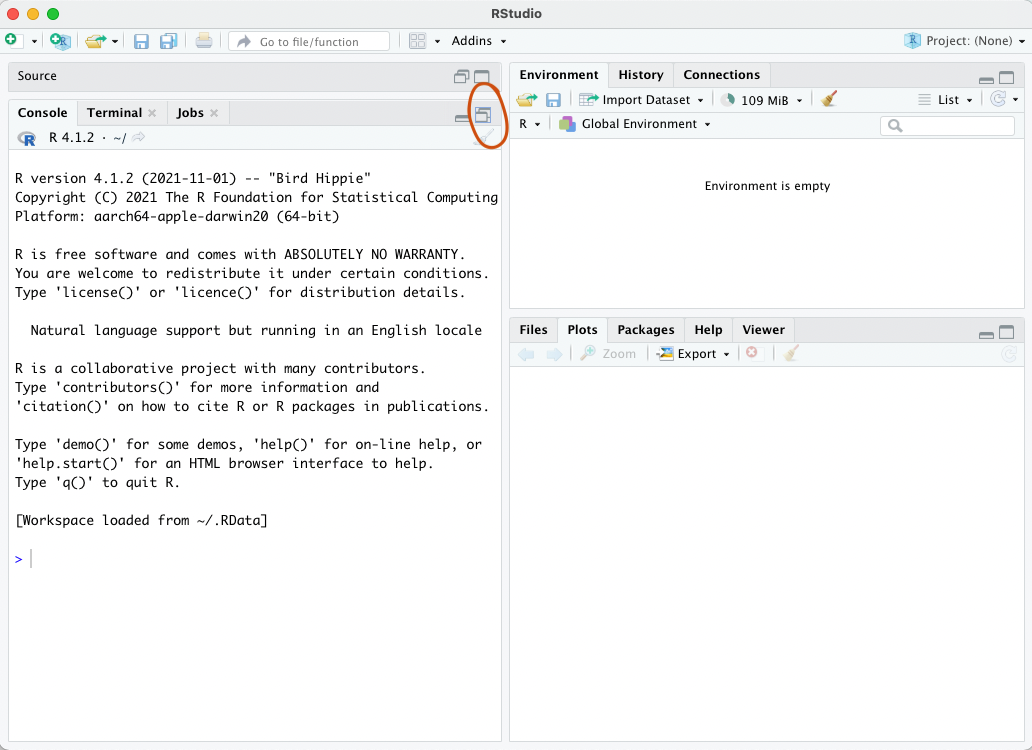 RStudio
Go to file/function
Addins
Project: (None)
Source
Console Terminal Jobs
R 4.1.2 · ~/
R version 4.1.2 (2021-11-01) -- "Bird Hippie"
Copyright (C) 2021 The R Foundation for Statistical Computing
Platform: aarch64-apple-darwin20 (64-bit)
R is free software and comes with ABSOLUTELY NO WARRANTY.
You are welcome to redistribute it under certain conditions.
Type 'license()' or 'licence()' for distribution details.
Natural language support but running in an English locale
R is a collaborative project with many contributors.
Type 'contributors()' for more information and
'citation()' on how to cite R or R packages in publications.
Type 'demo()' for some demos, 'help()' for on-line help, or
'help.start()' for an HTML browser interface to help.
Type 'q()' to quit R.
[Workspace loaded from ~/.RData]
>
Environment History Connections
Import Dataset 109 MiB List
R Global Environment
Environment is empty
Files Plots Packages Help Viewer
Zoom Export